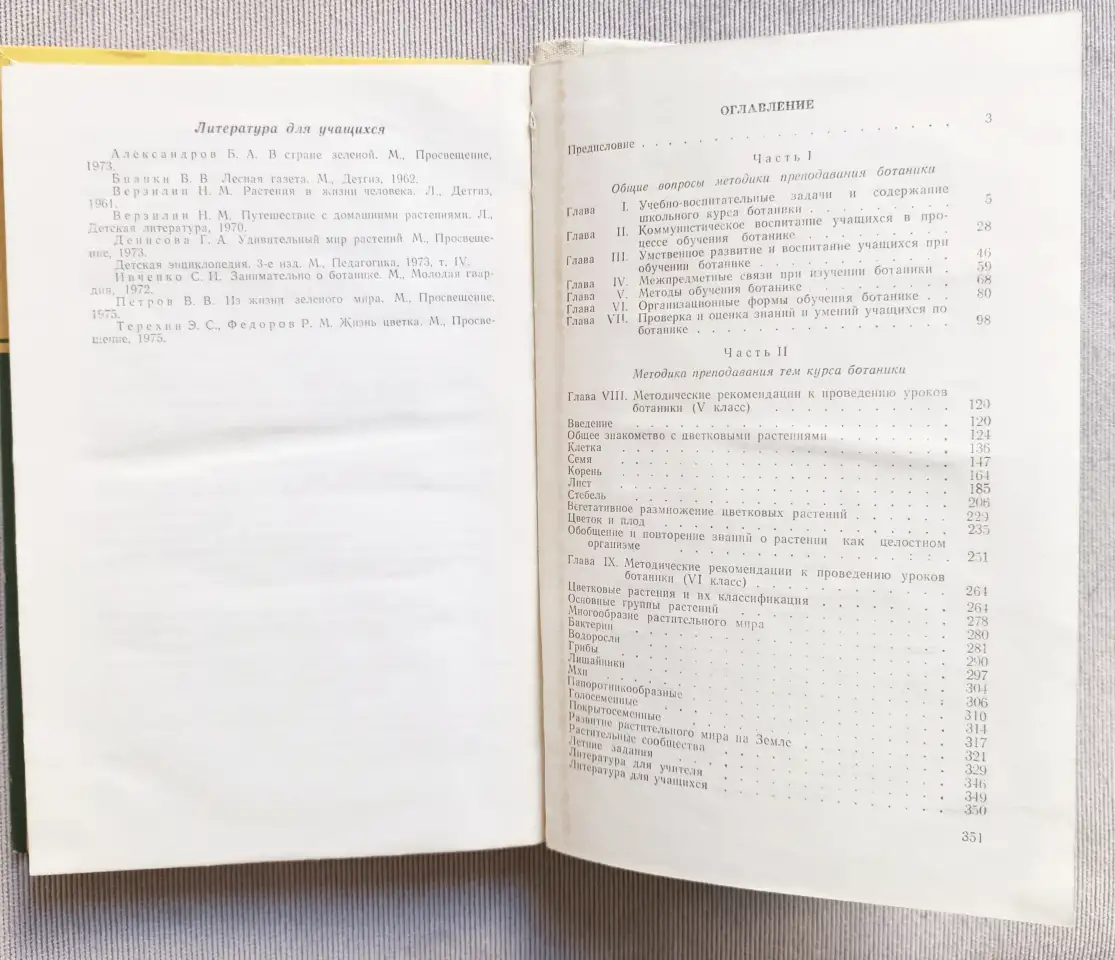 Литература для учащихся
Александров Б. А. В стране зеленой. М., Просвещение,
1973.
Бианки В. В Лесная газета. М., Детгиз, 1962.
Верзилин Н. М. Растения в жизни человека. Л., Детгиз,
1961.
Верзилин Н. М. Путешествие с домашними растениями. Л.,
Детская литература, 1970.
Денисова Г. А. Удивительный мир растений М., Просвеще-
ние, 1973.
Детская энциклопедия. 3-е изд. М., Педагогика, 1973, т. IV.
Ивченко С. И. Занимательно о ботанике. М., Молодая гвар-
дия, 1972.
Петров В. В. Из жизни зеленого мира. М., Просвещение,
1975.
Терехин Э. С., Федоров Р. М. Жизнь цветка. М., Просве-
щение, 1975.
ОГЛАВЛЕНИЕ
Предисловие . . . . . . . . . . . . . . . 3
Часть I
Общие вопросы методики преподавания ботаники
Глава I. Учебно-воспитательные задачи и содержание
школьного курса ботаники . . . . . . . . 5
Глава II. Коммунистическое воспитание учащихся в про-
цессе обучения ботанике . . . . . . . . 28
Глава III. Умственное развитие и воспитание учащихся при
обучении ботанике . . . . . . . . . . 46
Глава IV. Межпредметные связи при изучении ботаники . 59
Глава V. Методы обучения ботанике . . . . . . . 68
Глава VI. Организационные формы обучения ботанике . . 80
Глава VII. Проверка и оценка знаний и умений учащихся по
ботанике . . . . . . . . . . . . . 98
Часть II
Методика преподавания тем курса ботаники
Глава VIII. Методические рекомендации к проведению уроков
ботаники (V класс) . . . . . . . . . . 120
Введение . . . . . . . . . . . . . . . 120
Общее знакомство с цветковыми растениями . . . . . . . 124
Клетка . . . . . . . . . . . . . . . 136
Семя . . . . . . . . . . . . . . . 147
Корень . . . . . . . . . . . . . . . 164
Лист . . . . . . . . . . . . . . . 185
Стебель . . . . . . . . . . . . . . . 206
Вегетативное размножение цветковых растений . . . . . . 229
Цветок и плод . . . . . . . . . . . . . 235
Обобщение и повторение знаний о растении как целостном
организме . . . . . . . . . . . . . 251
Глава IX. Методические рекомендации к проведению уроков
ботаники (VI класс) . . . . . . . . . . 264
Цветковые растения и их классификация . . . . . . . 264
Основные группы растений . . . . . . . . . . 278
Многообразие растительного мира . . . . . . . . 280
Бактерии . . . . . . . . . . . . . . . 281
Водоросли . . . . . . . . . . . . . . . 290
Грибы . . . . . . . . . . . . . . . 297
Лишайники . . . . . . . . . . . . . . 304
Мхи . . . . . . . . . . . . . . . 306
Папоротникообразные . . . . . . . . . . . . 310
Голосеменные . . . . . . . . . . . . . 314
Покрытосеменные . . . . . . . . . . . . 317
Развитие растительного мира на Земле . . . . . . . 321
Растительные сообщества . . . . . . . . . . 329
Летние задания . . . . . . . . . . . . . 346
Литература для учителя . . . . . . . . . . 349
Литература для учащихся . . . . . . . . . . 350
351